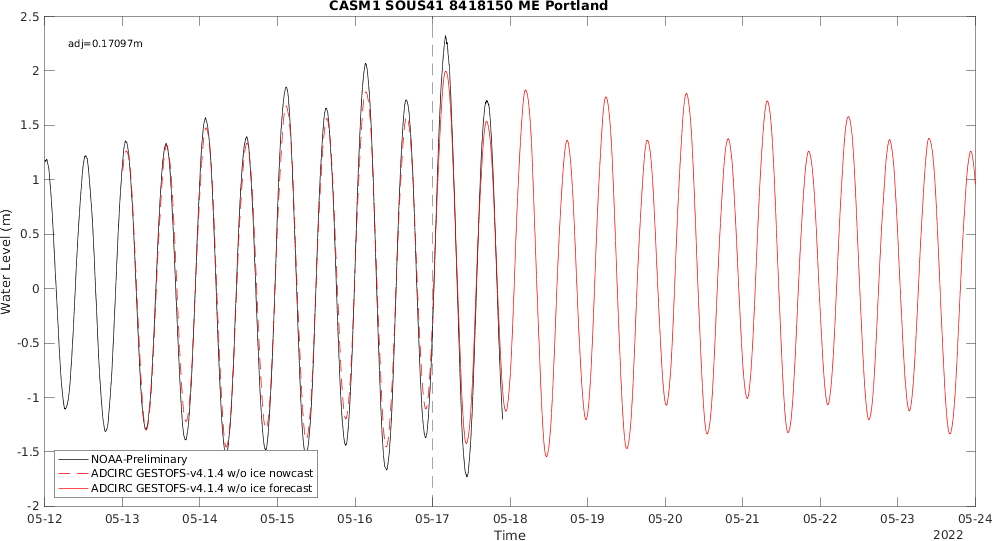 CASM1 SOUS41 8418150 ME Portland
adj=0.17097m
2.5
2
1.5
1
0.5
0
-0.5
-1
-1.5
-2
Water Level (m)
NOAA-Preliminary
ADCIRC GESTOFS-v4.1.4 w/o ice nowcast
ADCIRC GESTOFS-v4.1.4 w/o ice forecast
05-12 05-13 05-14 05-15 05-16 05-17 05-18 05-19 05-20 05-21 05-22 05-23 05-24
Time
2022